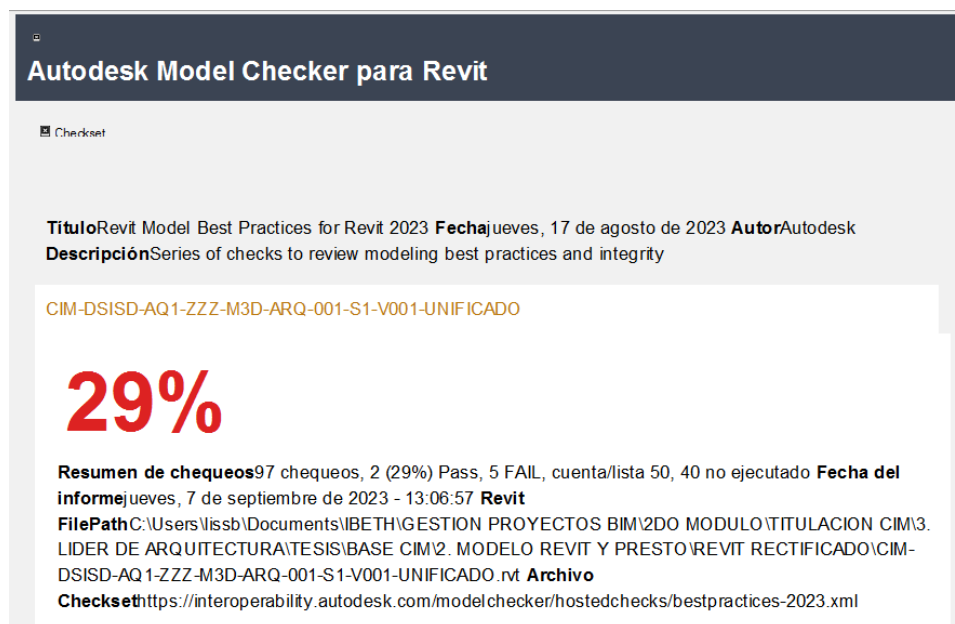 Autodesk Model Checker para Revit
Checkset
TítuloRevit Model Best Practices for Revit 2023 Fechajueves, 17 de agosto de 2023 AutorAutodesk
DescripciónSeries of checks to review modeling best practices and integrity
CIM-DSISD-AQ1-ZZZ-M3D-ARQ-001-S1-V001-UNIFICADO
29%
Resumen de chequeos97 chequeos, 2 (29%) Pass, 5 FAIL, cuenta/lista 50, 40 no ejecutado Fecha del
informejueves, 7 de septiembre de 2023 - 13:06:57 Revit
FilePathC:\Users\lissb\Documents\IBETH\GESTION PROYECTOS BIM\2DO MODULO\TITULACION CIM\3.
LIDER DE ARQUITECTURA\TESIS\BASE CIM\2. MODELO REVIT Y PRESTO\REVIT RECTIFICADO\CIM-
DSISD-AQ1-ZZZ-M3D-ARQ-001-S1-V001-UNIFICADO.rvt Archivo
Checksethttps://interoperability.autodesk.com/modelchecker/hostedchecks/bestpractices-2023.xml